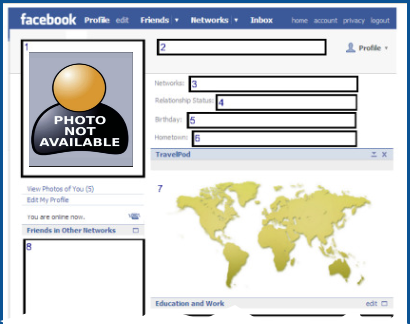 facebook Profile edit Friends ▾ Networks ▾ Inbox home account privacy logout
1
2
Profile ▾
PHOTO
NOT
AVAILABLE
Networks: 3
Relationship Status: 4
Birthday: 5
Hometown: 6
TravelPod x
7
View Photos of You (5)
Edit My Profile
You are online now.
Friends in Other Networks
8
Education and Work edit